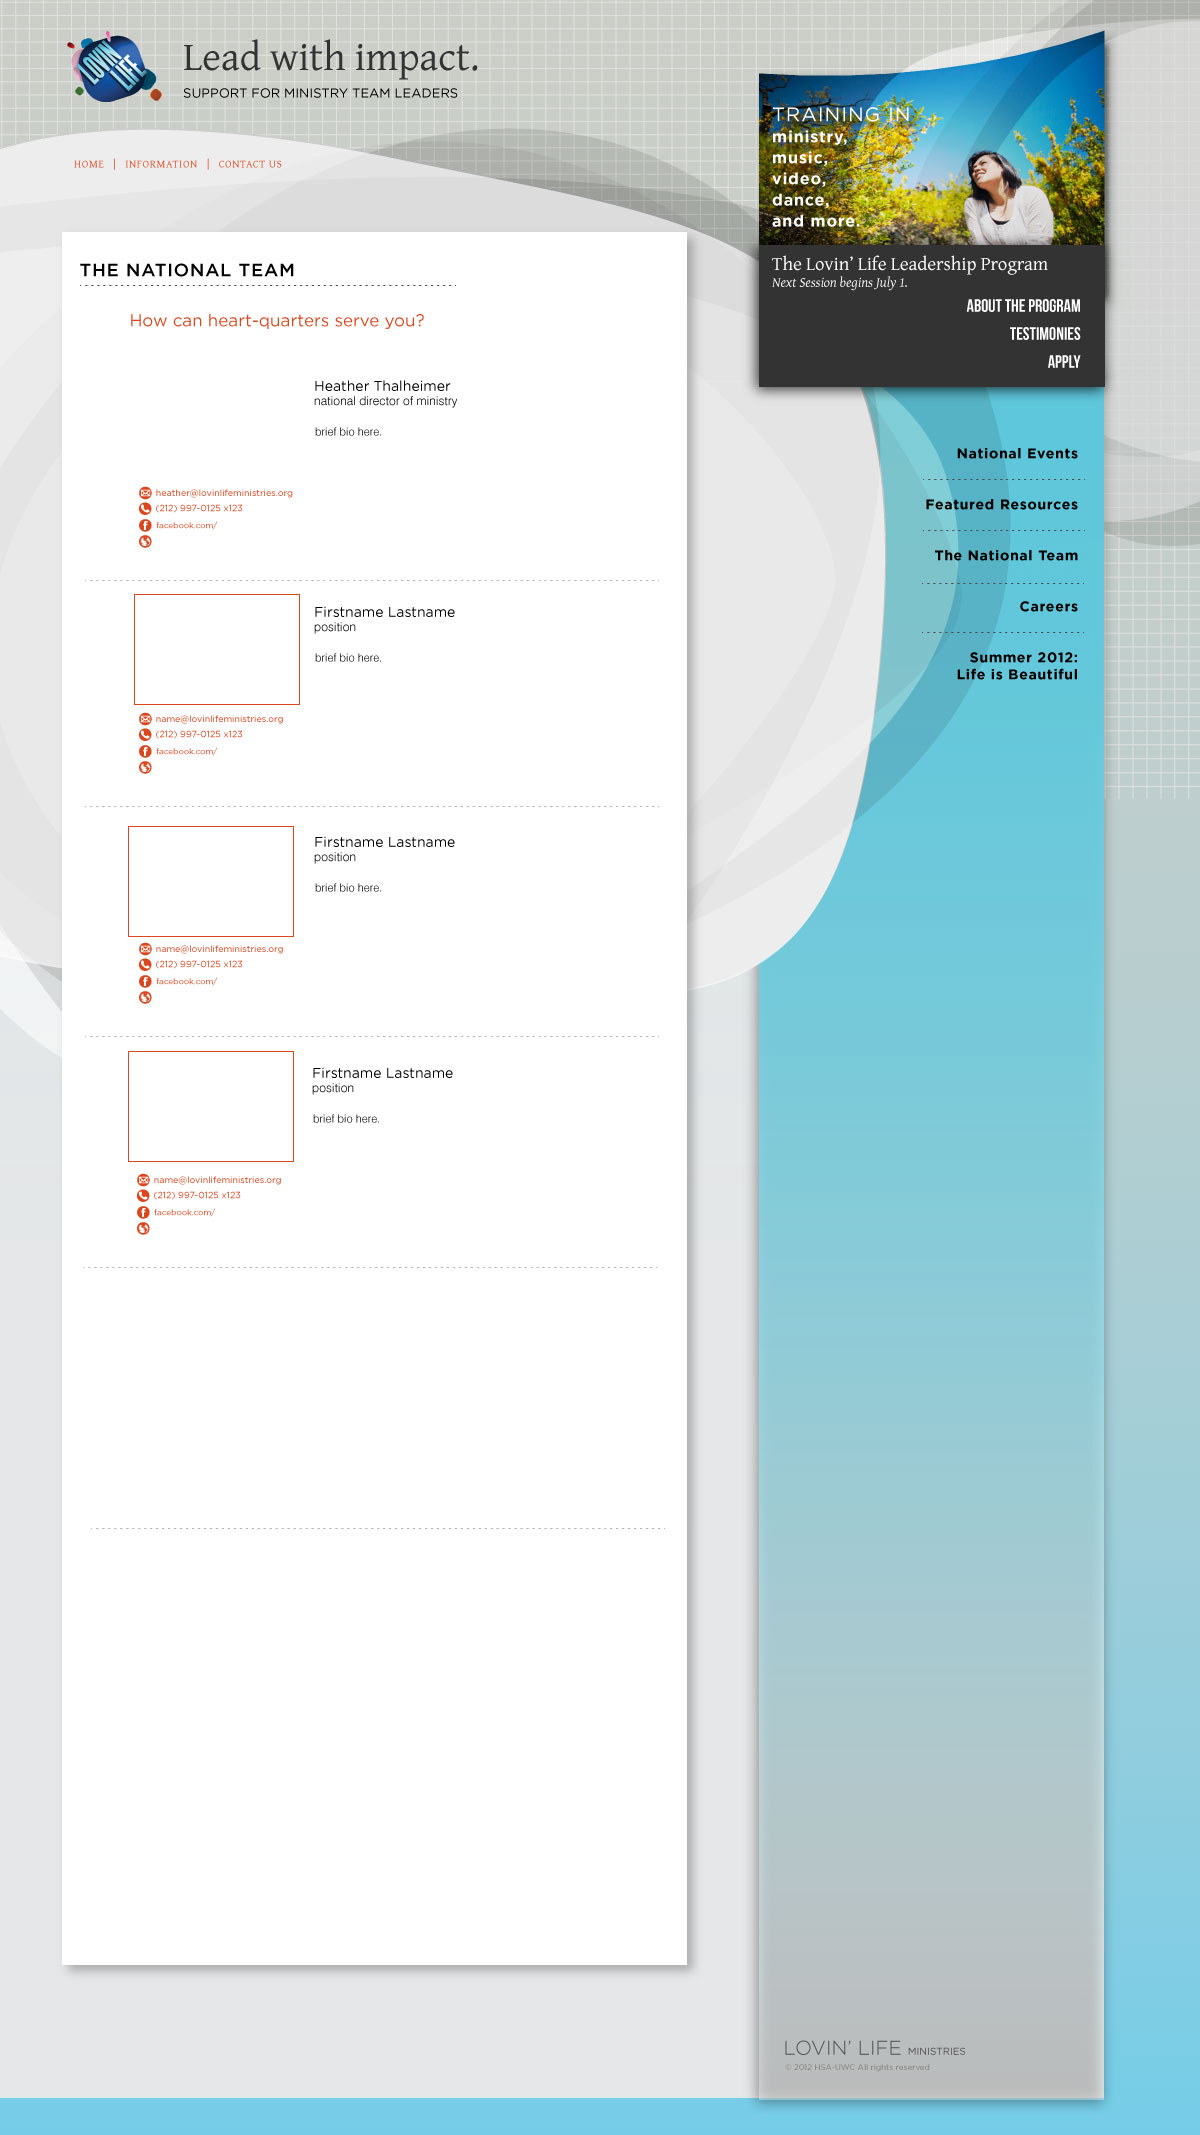 LOVIN LIFE
Lead with impact.
SUPPORT FOR MINISTRY TEAM LEADERS
HOME | INFORMATION | CONTACT US
THE NATIONAL TEAM
How can heart-quarters serve you?
Heather Thalheimer
national director of ministry
brief bio here.
heather@lovinlifeministries.org
(212) 997-0125 x123
facebook.com/
Firstname Lastname
position
brief bio here.
name@lovinlifeministries.org
(212) 997-0125 x123
facebook.com/
Firstname Lastname
position
brief bio here.
name@lovinlifeministries.org
(212) 997-0125 x123
facebook.com/
Firstname Lastname
position
brief bio here.
name@lovinlifeministries.org
(212) 997-0125 x123
facebook.com/
TRAINING IN
ministry,
music,
video,
dance,
and more.
The Lovin’ Life Leadership Program
Next Session begins July 1.
ABOUT THE PROGRAM
TESTIMONIES
APPLY
National Events
Featured Resources
The National Team
Careers
Summer 2012:
Life is Beautiful
LOVIN’ LIFE MINISTRIES
© 2012 HSA-UWC All rights reserved